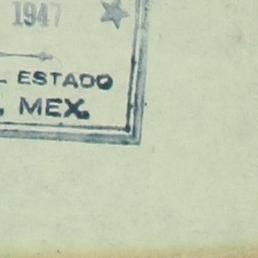 1947
L ESTADO
, MEX.